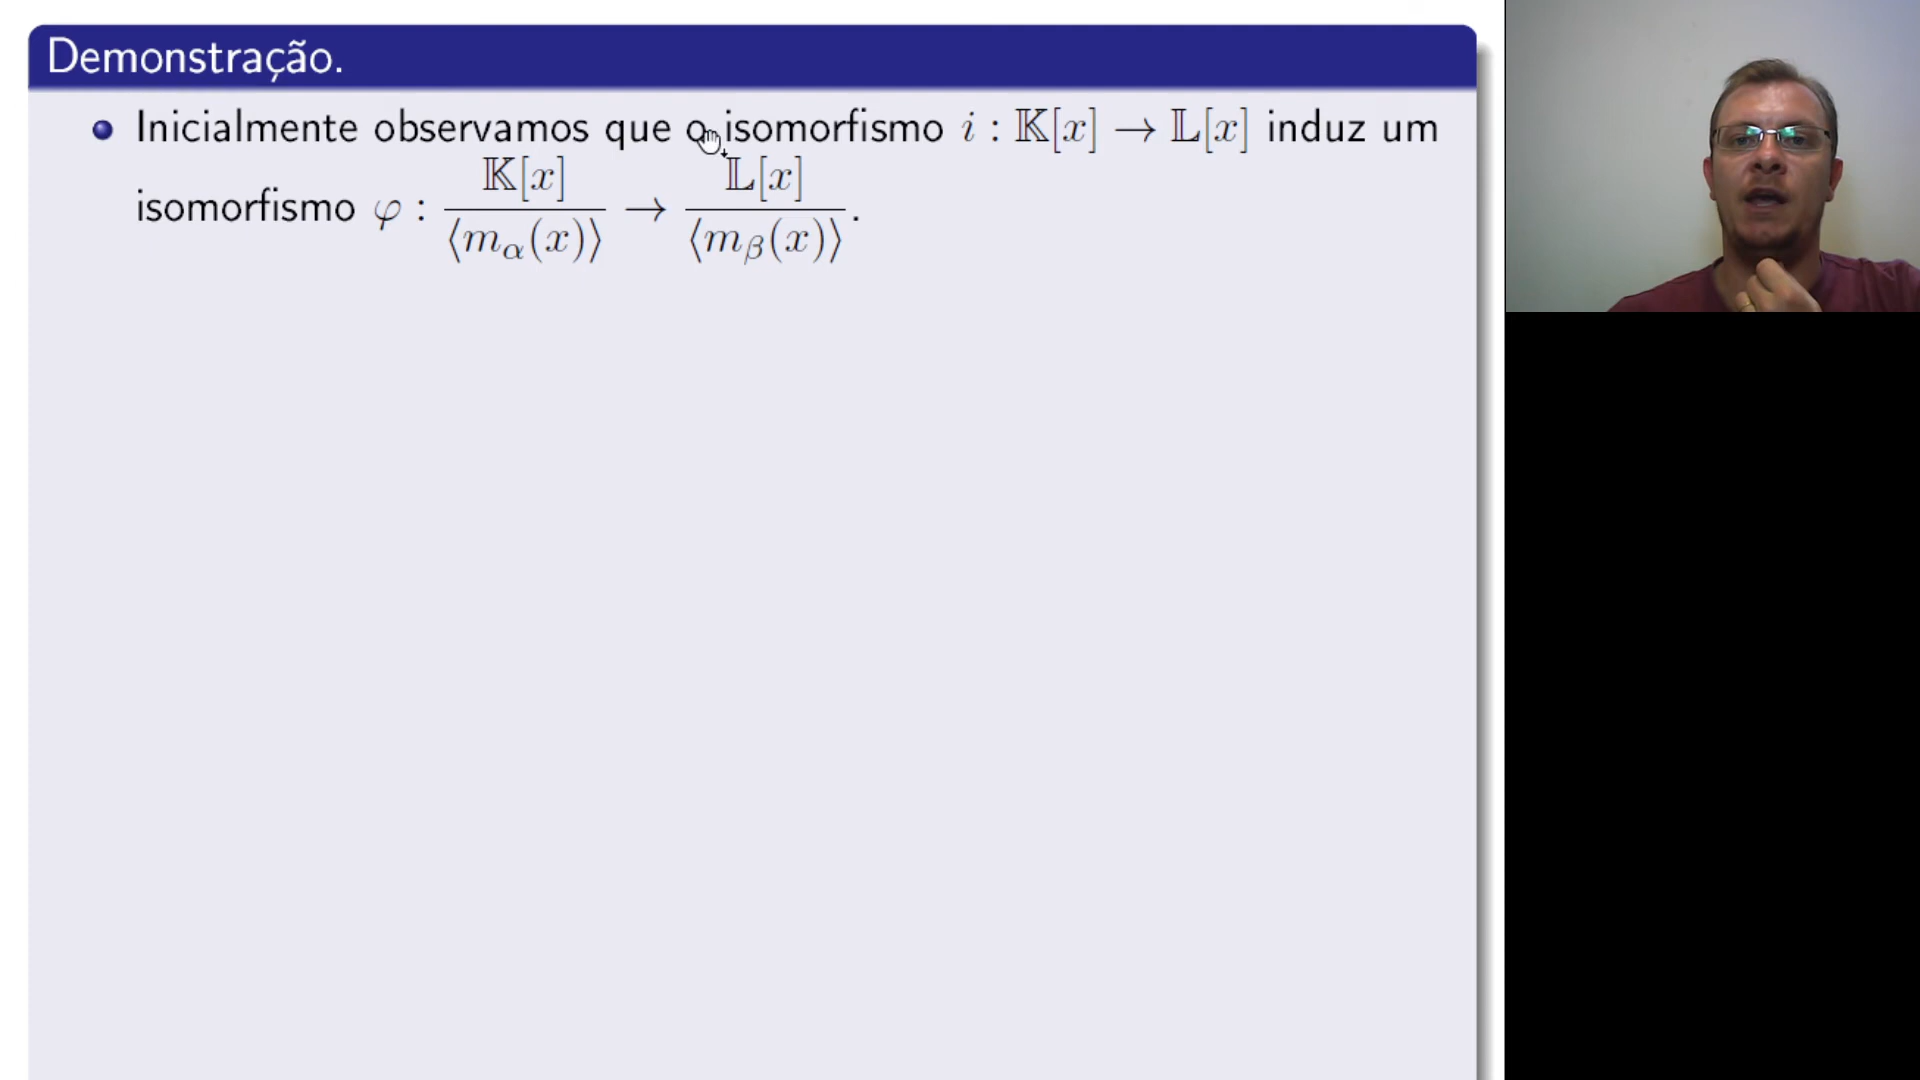 Demonstração.
Inicialmente observamos que o isomorfismo i : 𝕂[x] → 𝕃[x] induz um
isomorfismo φ : 𝕂[x]/⟨m_α(x)⟩ → 𝕃[x]/⟨m_β(x)⟩.